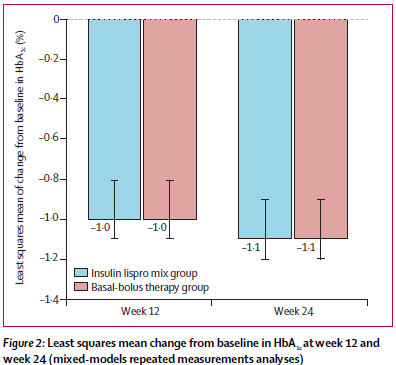 Least squares mean of change from baseline in HbA1c (%)
0
–0·2
–0·4
–0·6
–0·8
–1·0
–1·2
–1·4
–1·0
–1·0
–1·1
–1·1
Insulin lispro mix group
Basal-bolus therapy group
Week 12
Week 24
Figure 2: Least squares mean change from baseline in HbA1c at week 12 and
week 24 (mixed-models repeated measurements analyses)